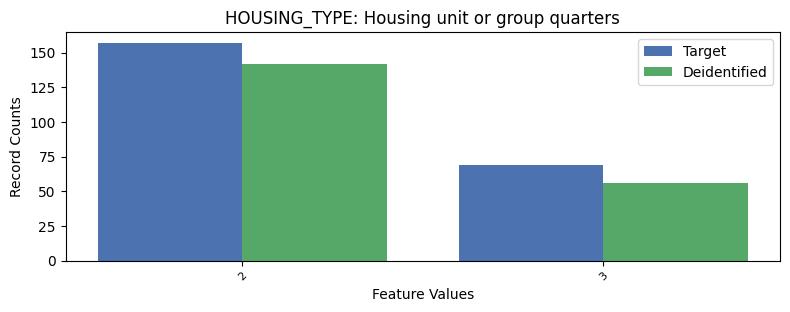 HOUSING_TYPE: Housing unit or group quarters
Target
Deidentified
Record Counts
150
125
100
75
50
25
0
2
3
Feature Values